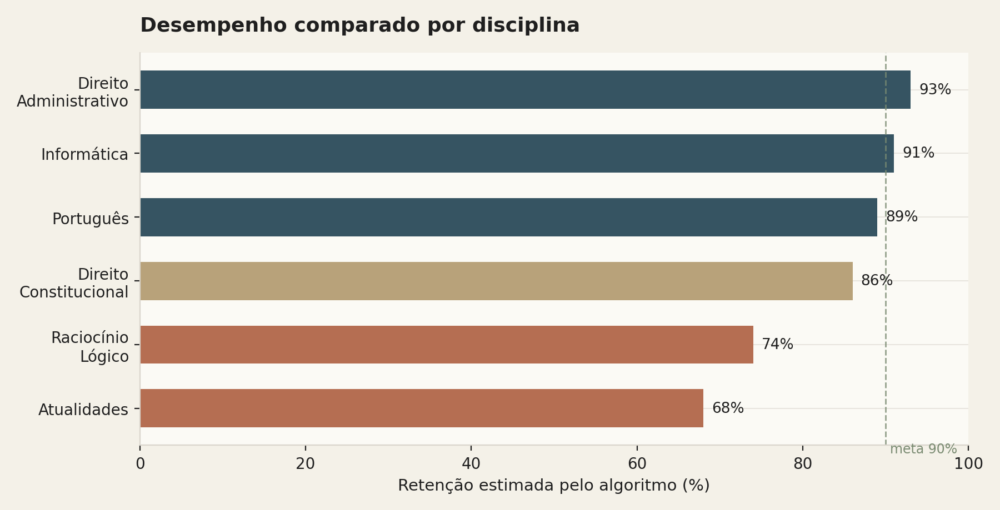 Desempenho comparado por disciplina
Direito
Administrativo
93%
Informática
91%
Português
89%
Direito
Constitucional
86%
Raciocínio
Lógico
74%
Atualidades
68%
meta 90%
0 20 40 60 80 100
Retenção estimada pelo algoritmo (%)